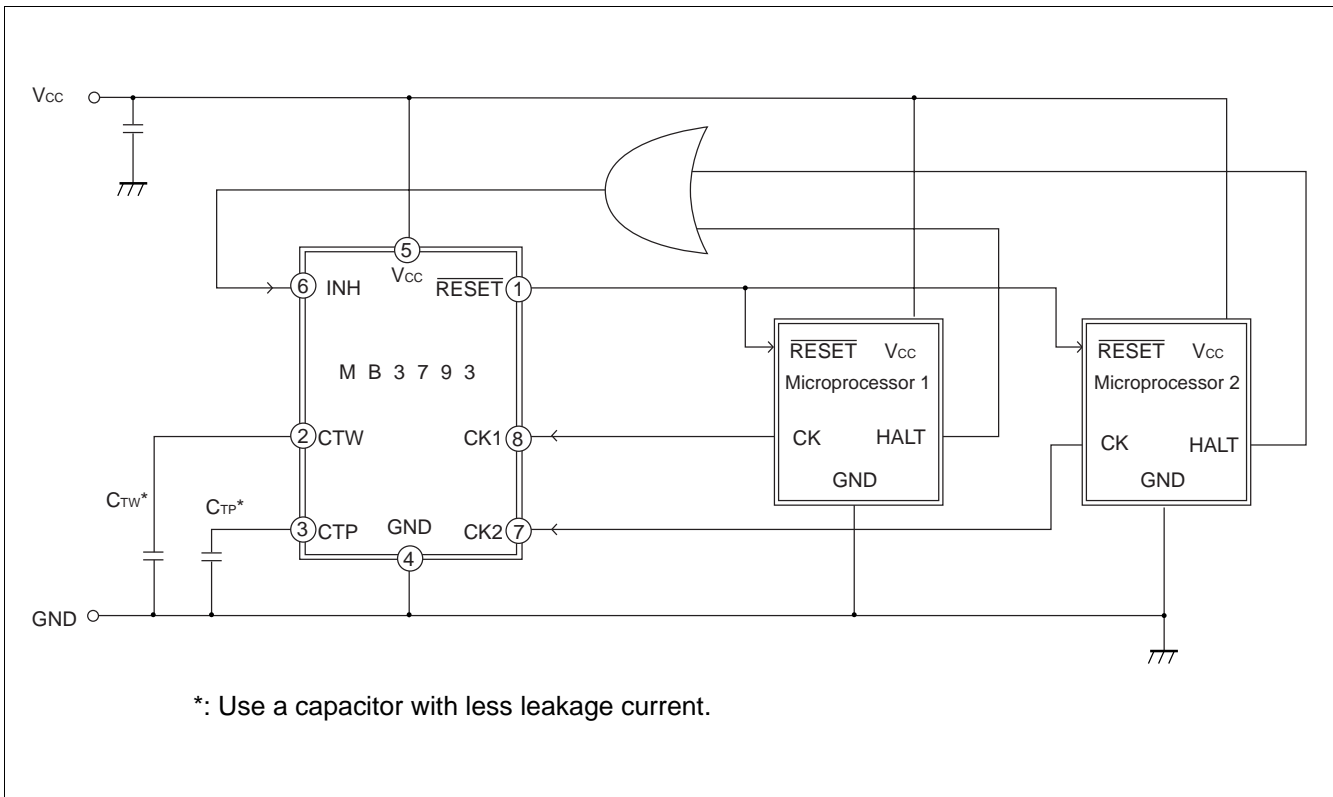 VCC
5
VCC
6 INH
RESET 1
M B 3 7 9 3
2 CTW
CK1 8
CTW*
CTP*
3 CTP
GND
CK2 7
4
GND
RESET VCC
Microprocessor 1
CK HALT
GND
RESET VCC
Microprocessor 2
CK HALT
GND
*: Use a capacitor with less leakage current.